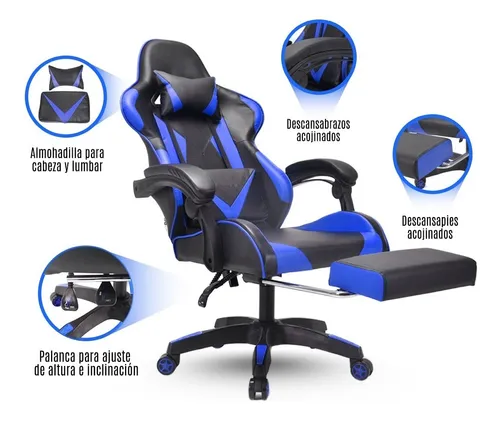 Almohadilla para
cabeza y lumbar
Descansabrazos
acojinados
Descansapies
acojinados
Palanca para ajuste
de altura e inclinación